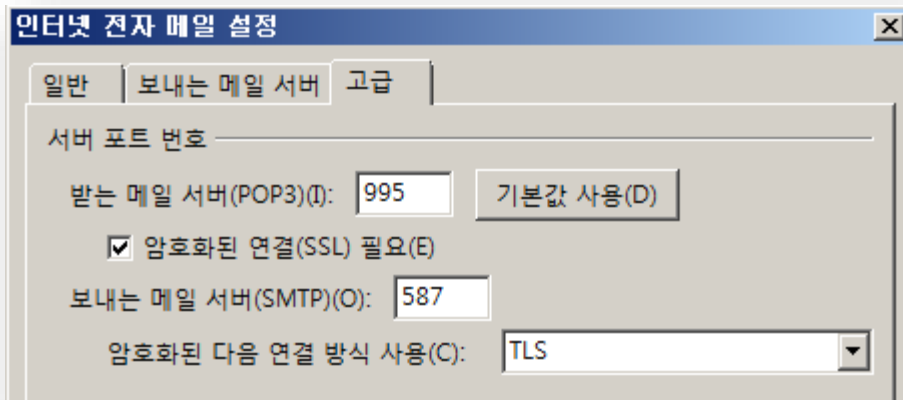 인터넷 전자 메일 설정
일반 보내는 메일 서버 고급
서버 포트 번호
받는 메일 서버(POP3)(I): 995 기본값 사용(D)
암호화된 연결(SSL) 필요(E)
보내는 메일 서버(SMTP)(O): 587
암호화된 다음 연결 방식 사용(C): TLS